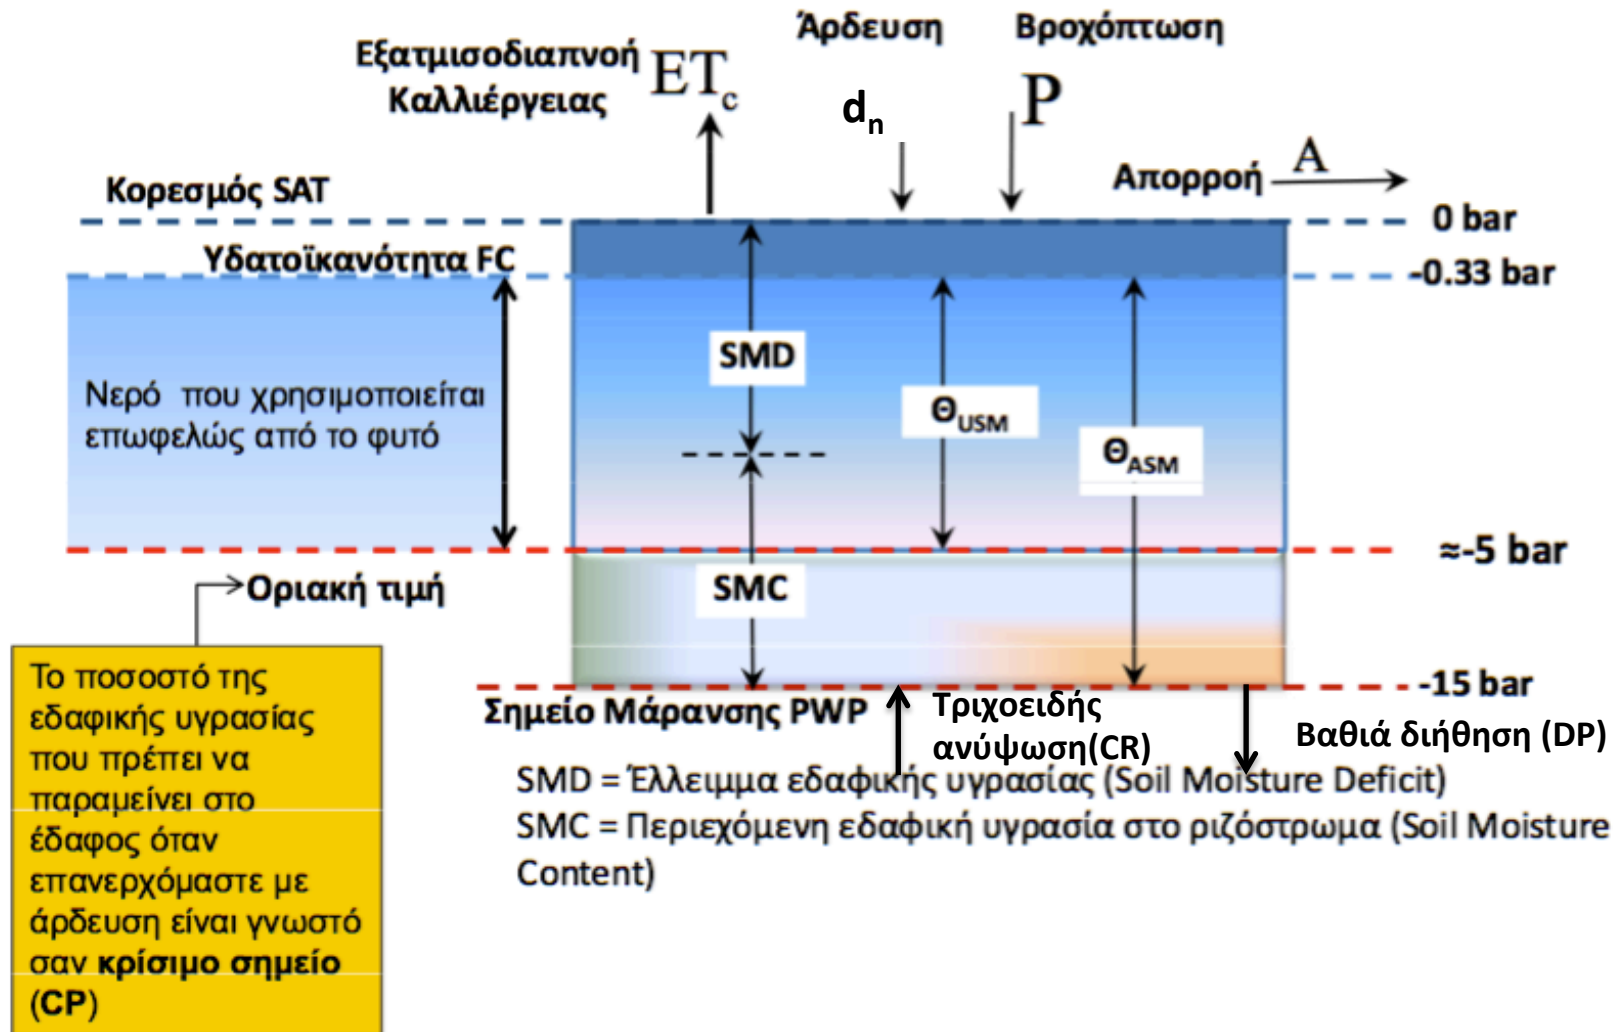 Άρδευση
Βροχόπτωση
Εξατμισοδιαπνοή
Καλλιέργειας
ETc
dn
P
Απορροή
A
Κορεσμός SAT
0 bar
Υδατοϊκανότητα FC
-0.33 bar
SMD
Νερό που χρησιμοποιείται
επωφελώς από το φυτό
ΘUSM
ΘASM
≈-5 bar
Οριακή τιμή
SMC
Το ποσοστό της
εδαφικής υγρασίας
που πρέπει να
παραμείνει στο
έδαφος όταν
επανερχόμαστε με
άρδευση είναι γνωστό
σαν κρίσιμο σημείο
(CP)
-15 bar
Σημείο Μάρανσης PWP
Τριχοειδής
ανύψωση(CR)
Βαθιά διήθηση (DP)
SMD = Έλλειμμα εδαφικής υγρασίας (Soil Moisture Deficit)
SMC = Περιεχόμενη εδαφική υγρασία στο ριζόστρωμα (Soil Moisture
Content)